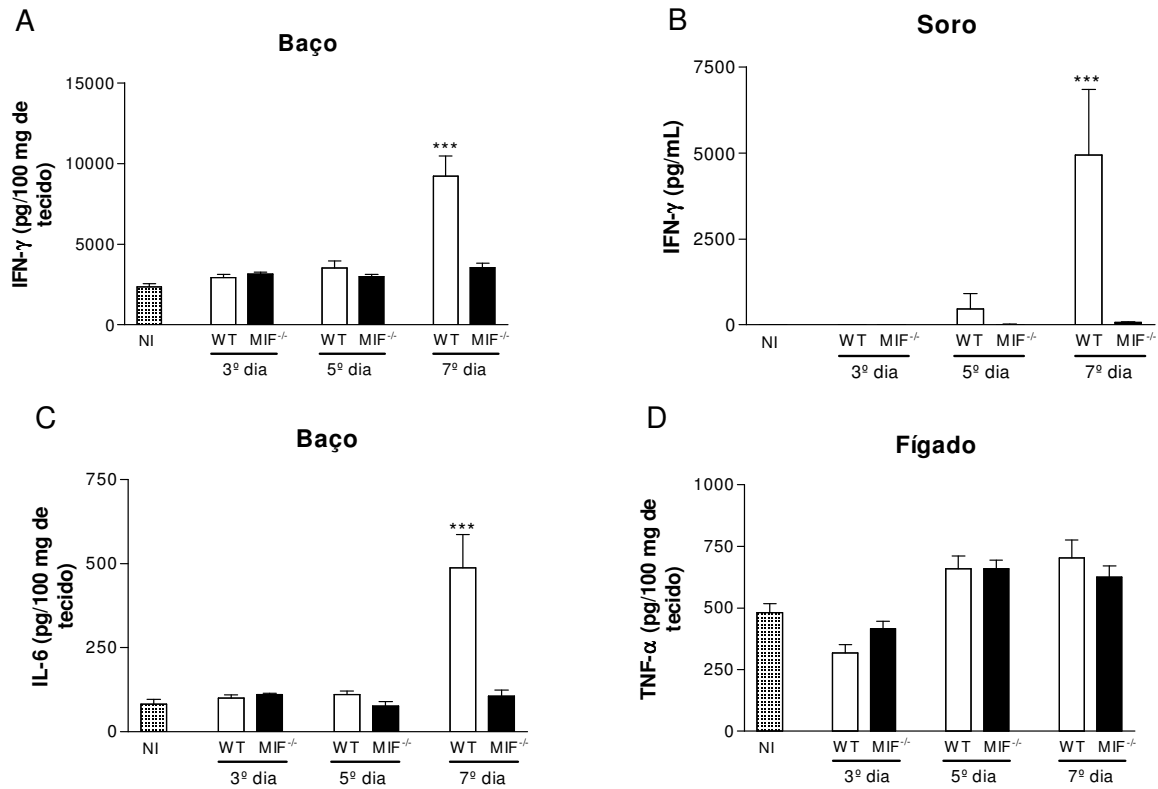 A
Baço
IFN-γ (pg/100 mg de
tecido)
15000
10000
5000
0
***
NI
WT MIF-/- WT MIF-/- WT MIF-/-
3º dia 5º dia 7º dia
B
Soro
IFN-γ (pg/mL)
7500
5000
2500
0
***
NI
WT MIF-/- WT MIF-/- WT MIF-/-
3º dia 5º dia 7º dia
C
Baço
IL-6 (pg/100 mg de
tecido)
750
500
250
0
***
NI
WT MIF-/- WT MIF-/- WT MIF-/-
3º dia 5º dia 7º dia
D
Fígado
TNF-α (pg/100 mg de
tecido)
1000
750
500
250
0
NI
WT MIF-/- WT MIF-/- WT MIF-/-
3º dia 5º dia 7º dia